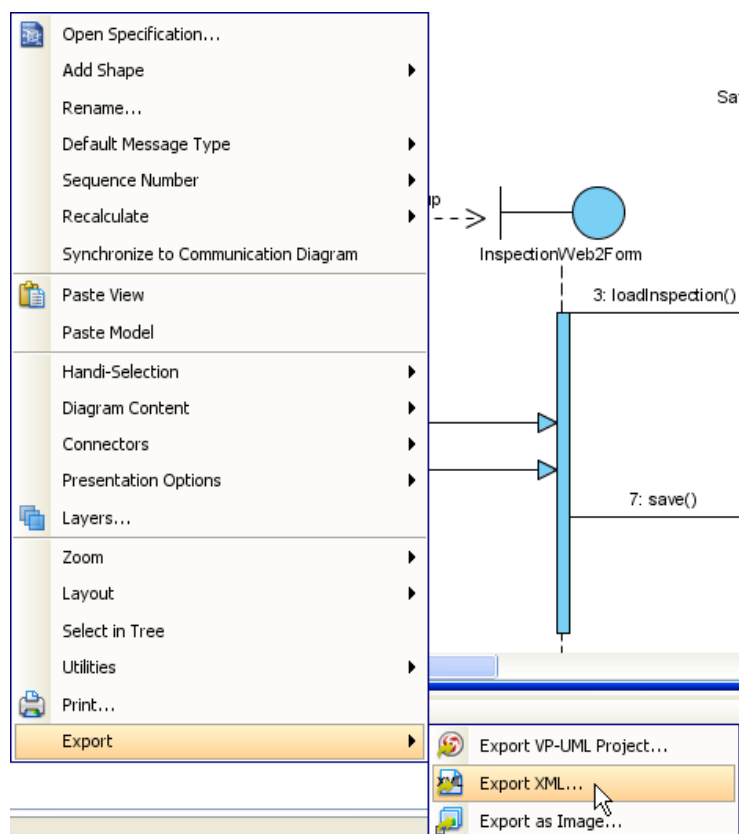 Open Specification...
Add Shape
Rename...
Default Message Type
Sequence Number
Recalculate
Synchronize to Communication Diagram
Paste View
Paste Model
Handi-Selection
Diagram Content
Connectors
Presentation Options
Layers...
Zoom
Layout
Select in Tree
Utilities
Print...
Export
Export VP-UML Project...
XML Export XML...
Export as Image...
Sa
up
InspectionWeb2Form
3: loadInspection()
7: save()